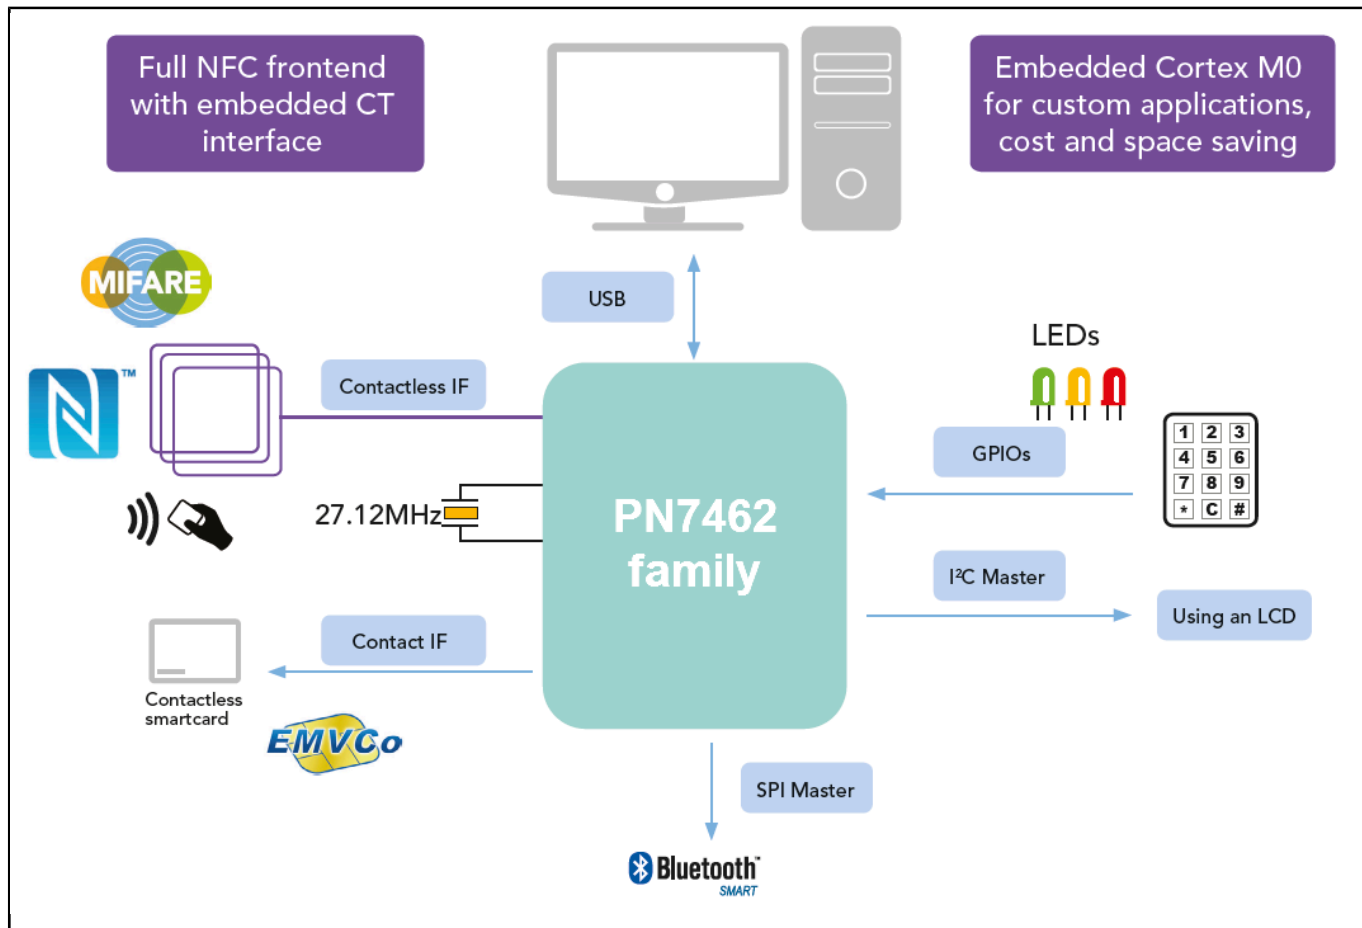 Full NFC frontend
with embedded CT
interface
Embedded Cortex M0
for custom applications,
cost and space saving
MIFARE
USB
LEDs
N™
Contactless IF
GPIOs
1 2 3
4 5 6
7 8 9
* C #
27.12MHz
PN7462
family
I²C Master
Using an LCD
Contact IF
Contactless
smartcard
EMVCo
SPI Master
Bluetooth™
SMART